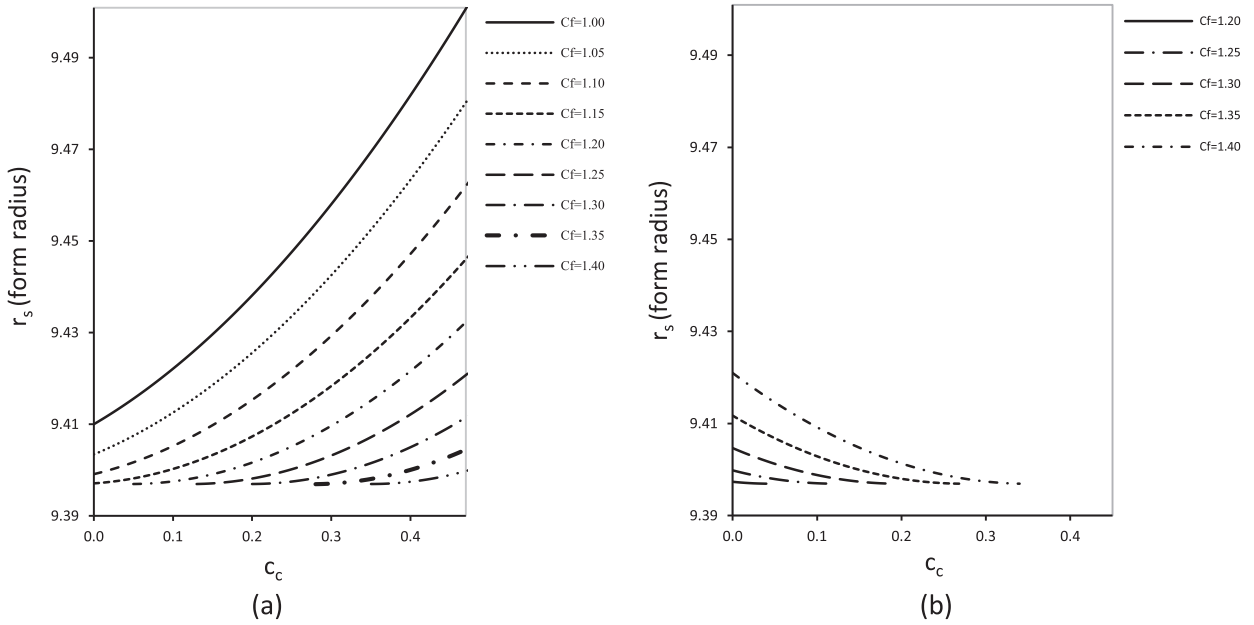 9.49
9.47
9.45
9.43
9.41
9.39
0.0 0.1 0.2 0.3 0.4
r_s (form radius)
c_c
Cf=1.00
Cf=1.05
Cf=1.10
Cf=1.15
Cf=1.20
Cf=1.25
Cf=1.30
Cf=1.35
Cf=1.40
(a)
9.49
9.47
9.45
9.43
9.41
9.39
0.0 0.1 0.2 0.3 0.4
r_s (form radius)
c_c
Cf=1.20
Cf=1.25
Cf=1.30
Cf=1.35
Cf=1.40
(b)